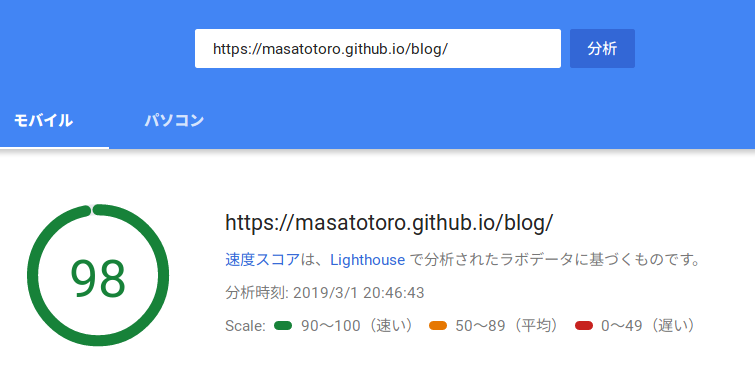 https://masatotoro.github.io/blog/ 分析
モバイル パソコン
98
https://masatotoro.github.io/blog/
速度スコアは、Lighthouse で分析されたラボデータに基づくものです。
分析時刻: 2019/3/1 20:46:43
Scale: 90～100（速い） 50～89（平均） 0～49（遅い）